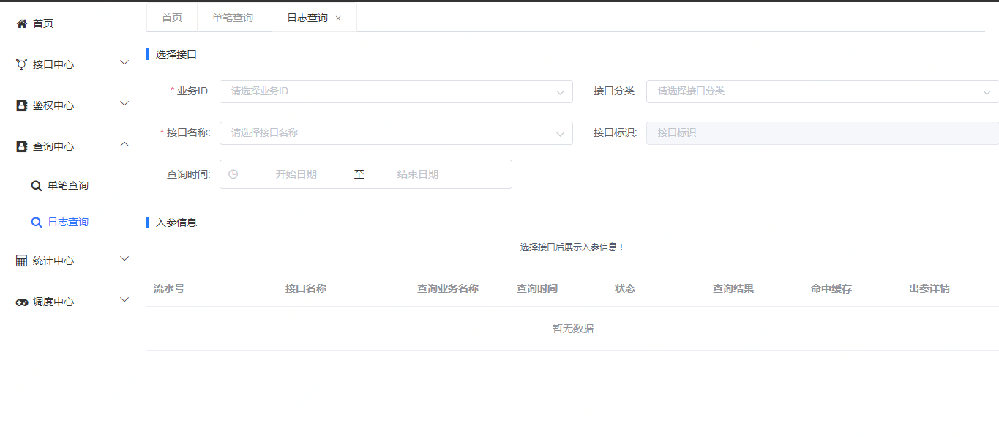 首页
接口中心
鉴权中心
查询中心
单笔查询
日志查询
统计中心
调度中心
首页 单笔查询 日志查询 ×
选择接口
* 业务ID: 请选择业务ID 接口分类: 请选择接口分类
* 接口名称: 请选择接口名称 接口标识: 接口标识
查询时间: 开始日期 至 结束日期
入参信息
选择接口后展示入参信息！
流水号 接口名称 查询业务名称 查询时间 状态 查询结果 命中缓存 出参详情
暂无数据